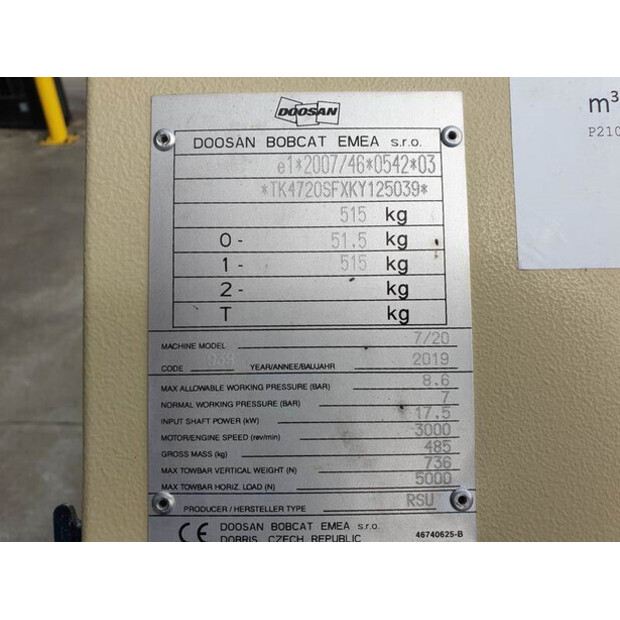 DOOSAN
DOOSAN BOBCAT EMEA s.r.o.
e1*2007/46*0542*03
*TK4720SFXKY125039*
515 kg
0- 51.5 kg
1- 515 kg
2- kg
T kg
MACHINE MODEL 7/20
CODE YEAR/ANNEE/BAUJAHR 2019
MAX ALLOWABLE WORKING PRESSURE (BAR) 8.6
NORMAL WORKING PRESSURE (BAR) 7
INPUT SHAFT POWER (kW) 17.5
MOTOR/ENGINE SPEED (rev/min) 3000
GROSS MASS (kg) 485
MAX TOWBAR VERTICAL WEIGHT (N) 736
MAX TOWBAR HORIZ. LOAD (N) 5000
PRODUCER / HERSTELLER TYPE RSU
CE DOOSAN BOBCAT EMEA s.r.o.
DOBRIS, CZECH REPUBLIC 46740625-B
m³
P210